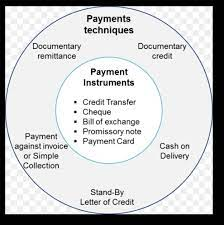 Payments
techniques
Documentary
remittance
Documentary
credit
Payment
Instruments
• Credit Transfer
• Cheque
• Bill of exchange
• Promissory note
• Payment Card
Payment
against invoice
or Simple
Collection
Cash on
Delivery
Stand-By
Letter of Credit